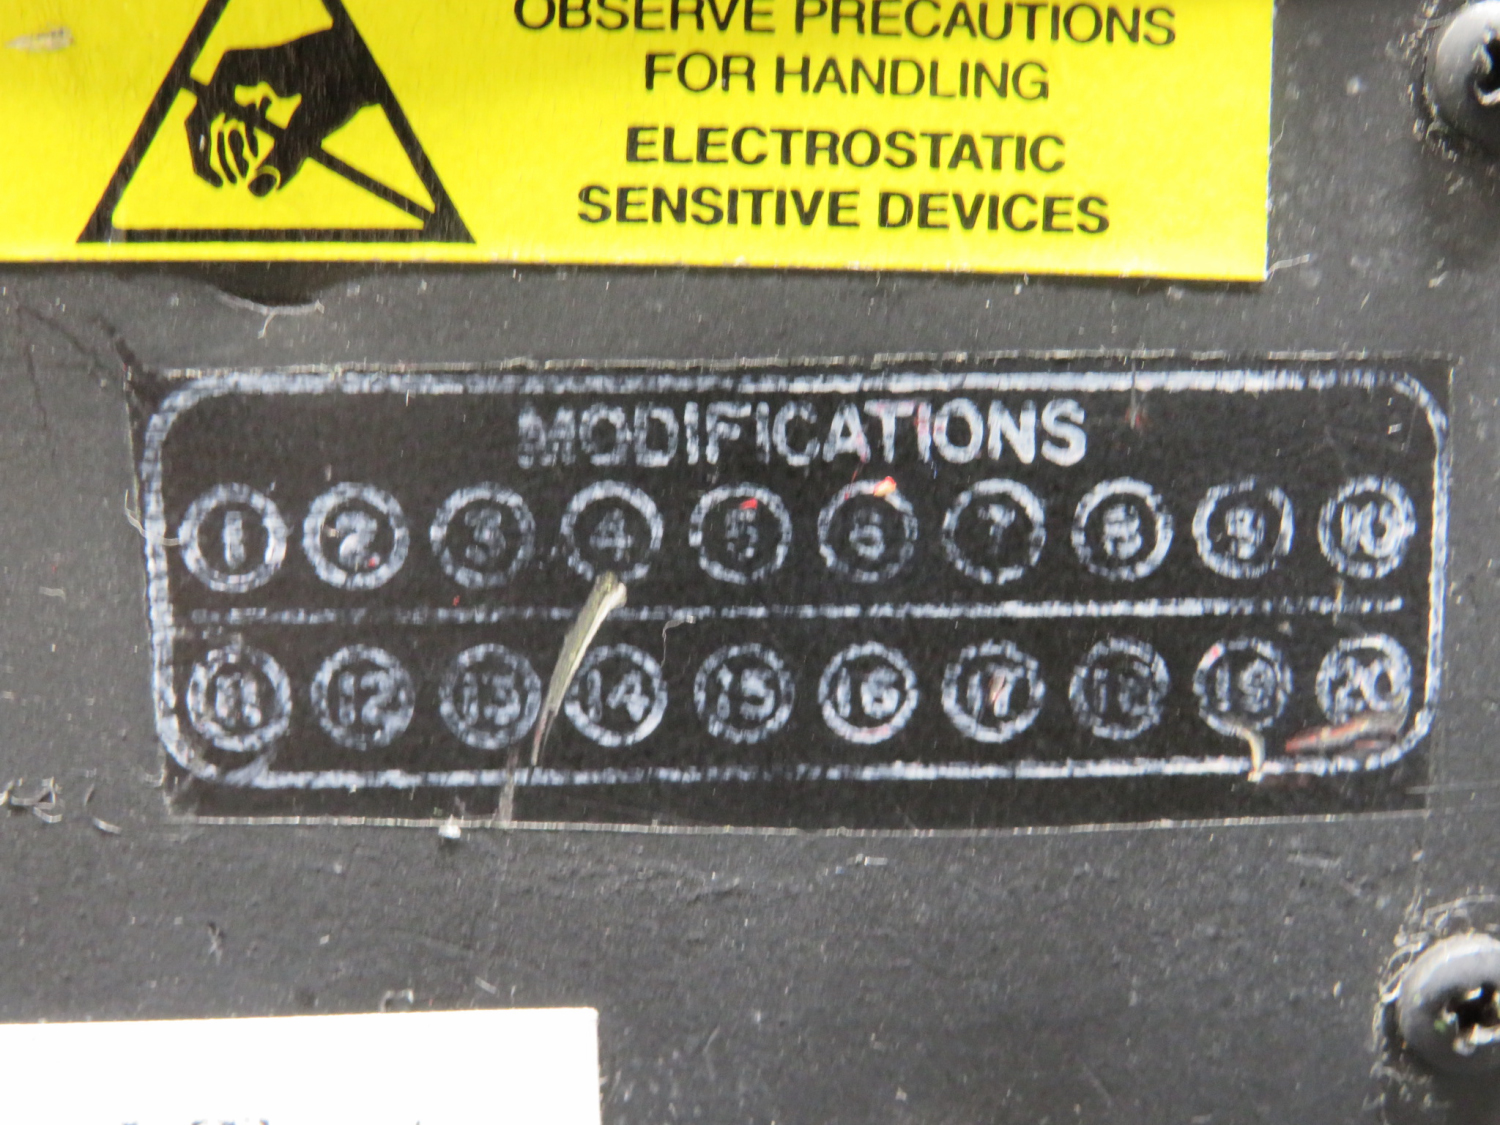 OBSERVE PRECAUTIONS
FOR HANDLING
ELECTROSTATIC
SENSITIVE DEVICES
MODIFICATIONS
1 2 3 4 5 6 7 8 9 10
11 12 13 14 15 16 17 18 19 20